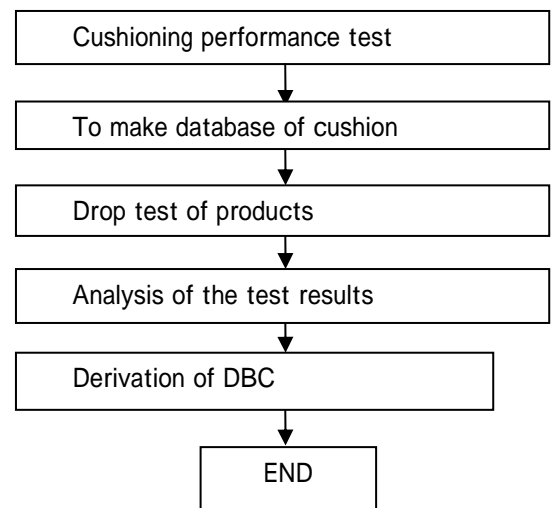 Cushioning performance test
To make database of cushion
Drop test of products
Analysis of the test results
Derivation of DBC
END